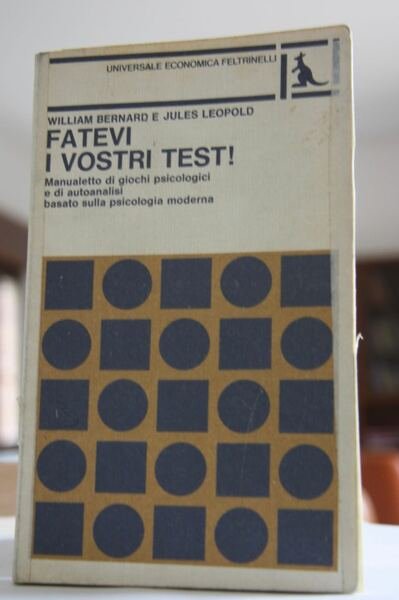 UNIVERSALE ECONOMICA FELTRINELLI
WILLIAM BERNARD E JULES LEOPOLD
FATEVI
I VOSTRI TEST!
Manualetto di giochi psicologici
e di autoanalisi
basato sulla psicologia moderna